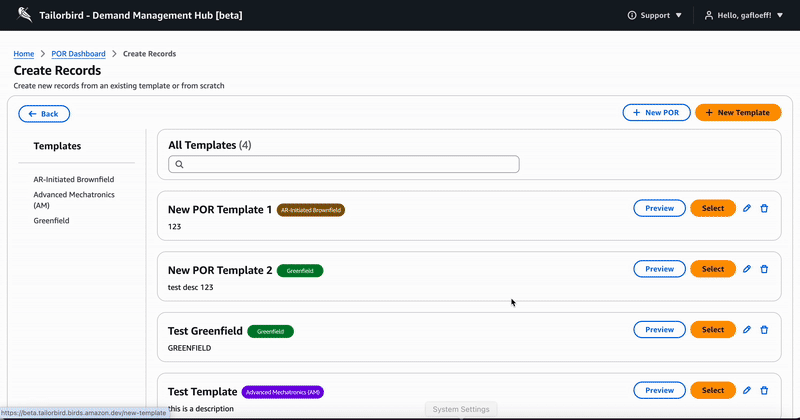 Tailorbird - Demand Management Hub [beta]
Support
Hello, gafloeff!
Home
POR Dashboard
Create Records
Create Records
Create new records from an existing template or from scratch
Back
New POR
New Template
Templates
AR-Initiated Brownfield
Advanced Mechatronics
(AM)
Greenfield
All Templates (4)
New POR Template 1
AR-Initiated Brownfield
123
Preview
Select
New POR Template 2
Greenfield
test desc 123
Preview
Select
Test Greenfield
Greenfield
GREENFIELD
Preview
Select
Test Template
Advanced Mechatronics (AM)
this is a description
Preview
Select
https://beta.tailorbird.birds.amazon.dev/new-template
System Settings